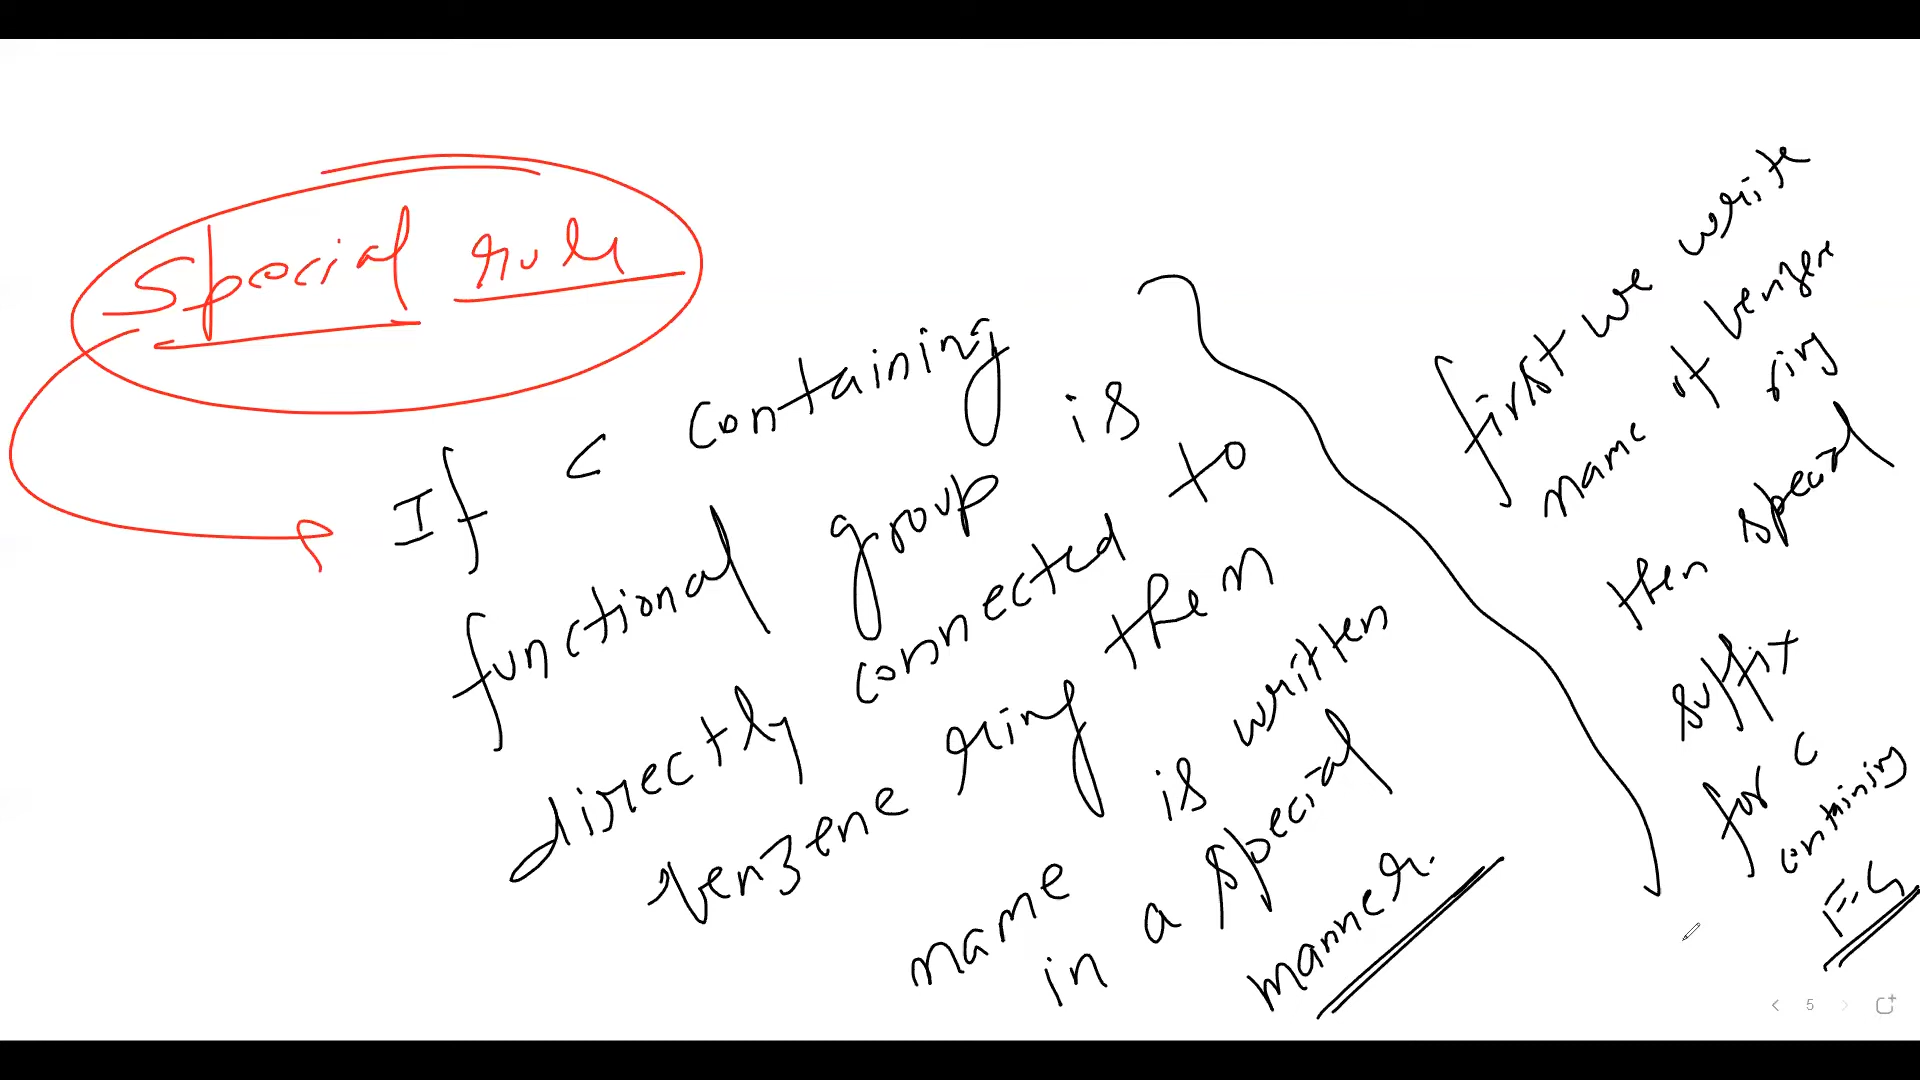 Special rule
If C containing
functional group is
directly connected to
benzene ring then
name is written
in a special
manner.
first we write
name of benzene
ring
then special
suffix
for C
containing
F.G
5